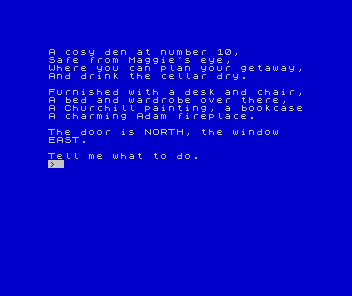 A cosy den at number 10,
Safe from Maggie's eye,
Where you can plan your getaway,
And drink the cellar dry.
Furnished with a desk and chair,
A bed and wardrobe over there,
A Churchill painting, a bookcase
A charming Adam fireplace.
The door is NORTH, the window
EAST.
Tell me what to do.
>